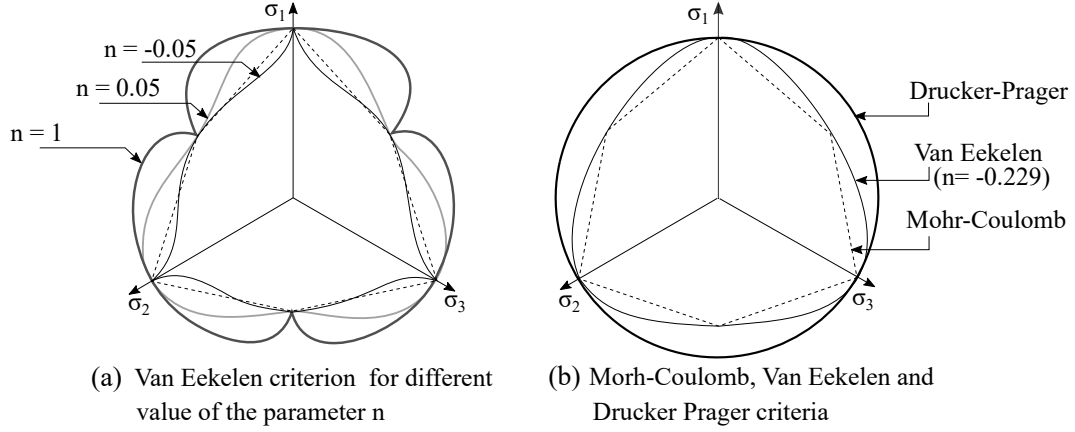 σ1
n = -0.05
n = 0.05
n = 1
σ2
σ3
(a) Van Eekelen criterion for different
value of the parameter n
σ1
Drucker-Prager
Van Eekelen
(n= -0.229)
Mohr-Coulomb
σ2
σ3
(b) Morh-Coulomb, Van Eekelen and
Drucker Prager criteria